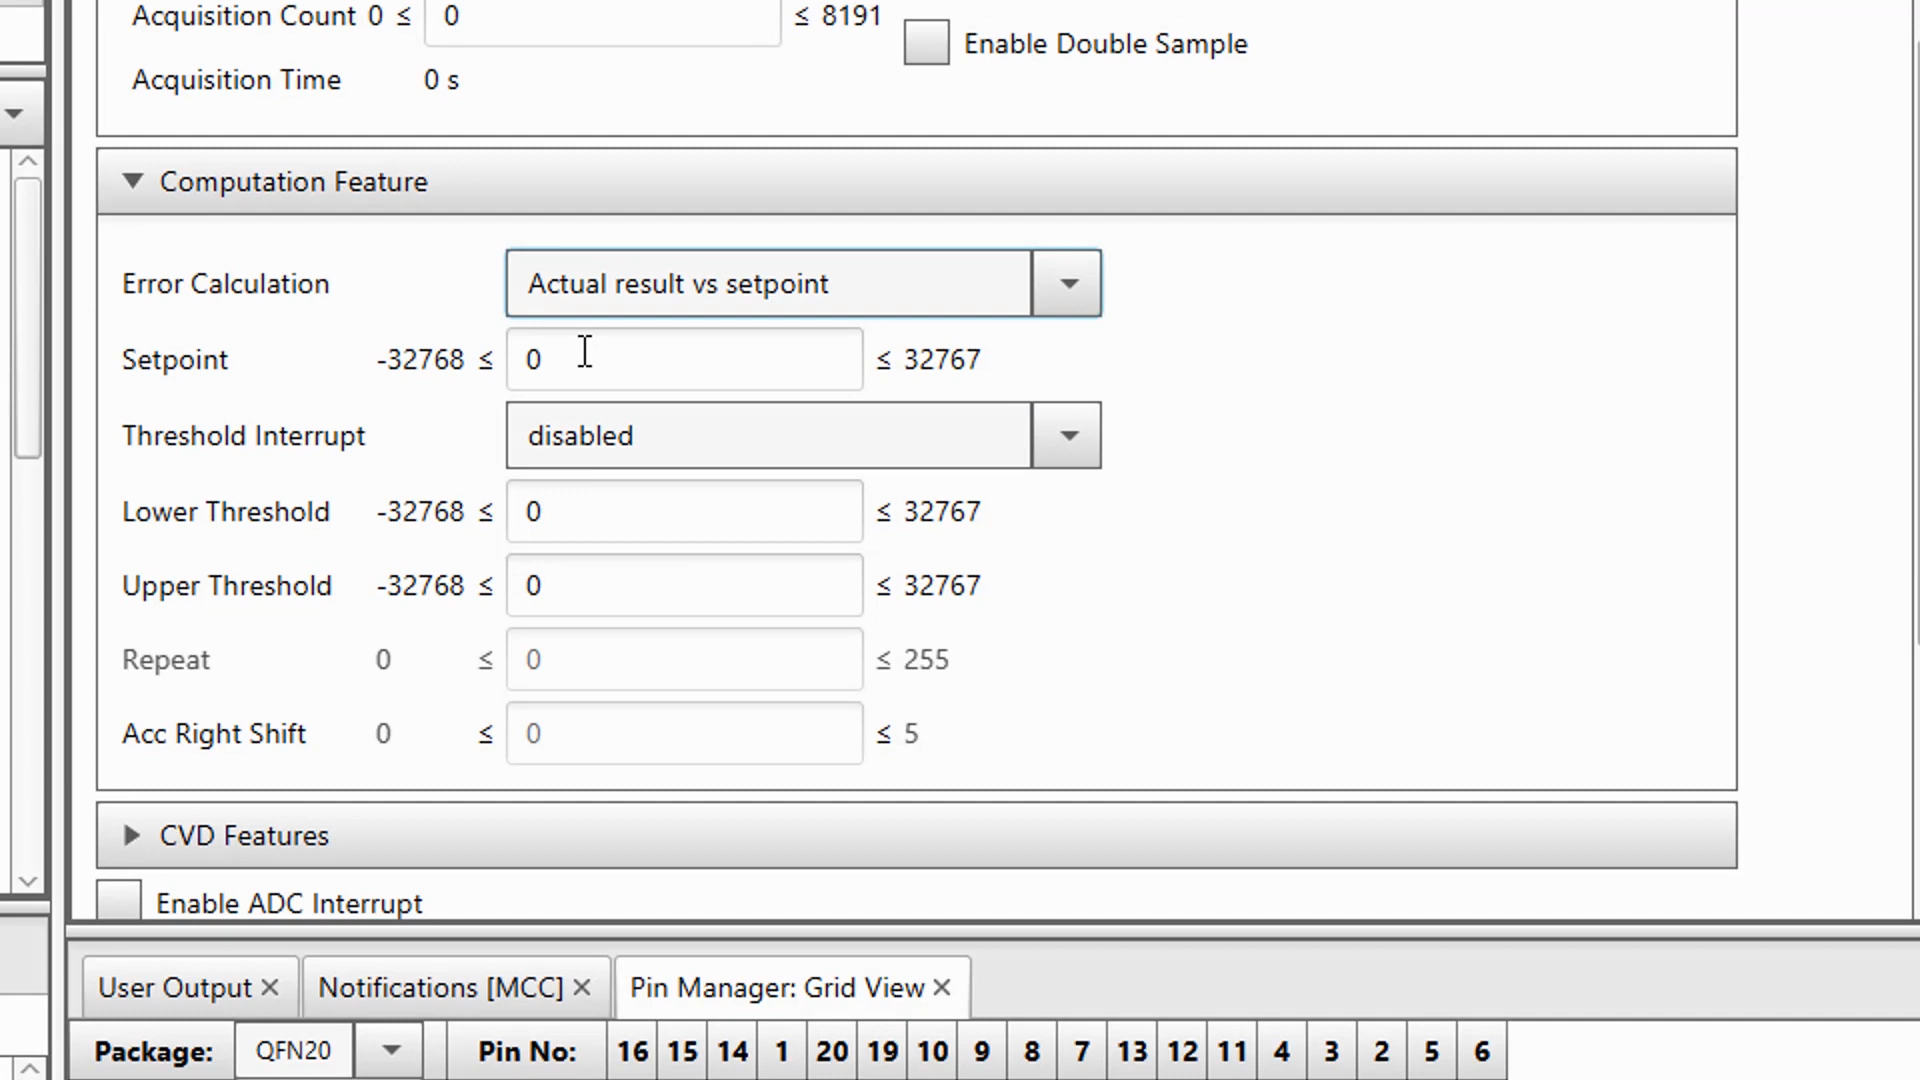 Acquisition Count 0 ≤ 0 ≤ 8191
Enable Double Sample
Acquisition Time 0 s
Computation Feature
Error Calculation Actual result vs setpoint
Setpoint -32768 ≤ 0 ≤ 32767
Threshold Interrupt disabled
Lower Threshold -32768 ≤ 0 ≤ 32767
Upper Threshold -32768 ≤ 0 ≤ 32767
Repeat 0 ≤ 0 ≤ 255
Acc Right Shift 0 ≤ 0 ≤ 5
CVD Features
Enable ADC Interrupt
User Output × Notifications [MCC] × Pin Manager: Grid View ×
Package: QFN20 Pin No: 16 15 14 1 20 19 10 9 8 7 13 12 11 4 3 2 5 6